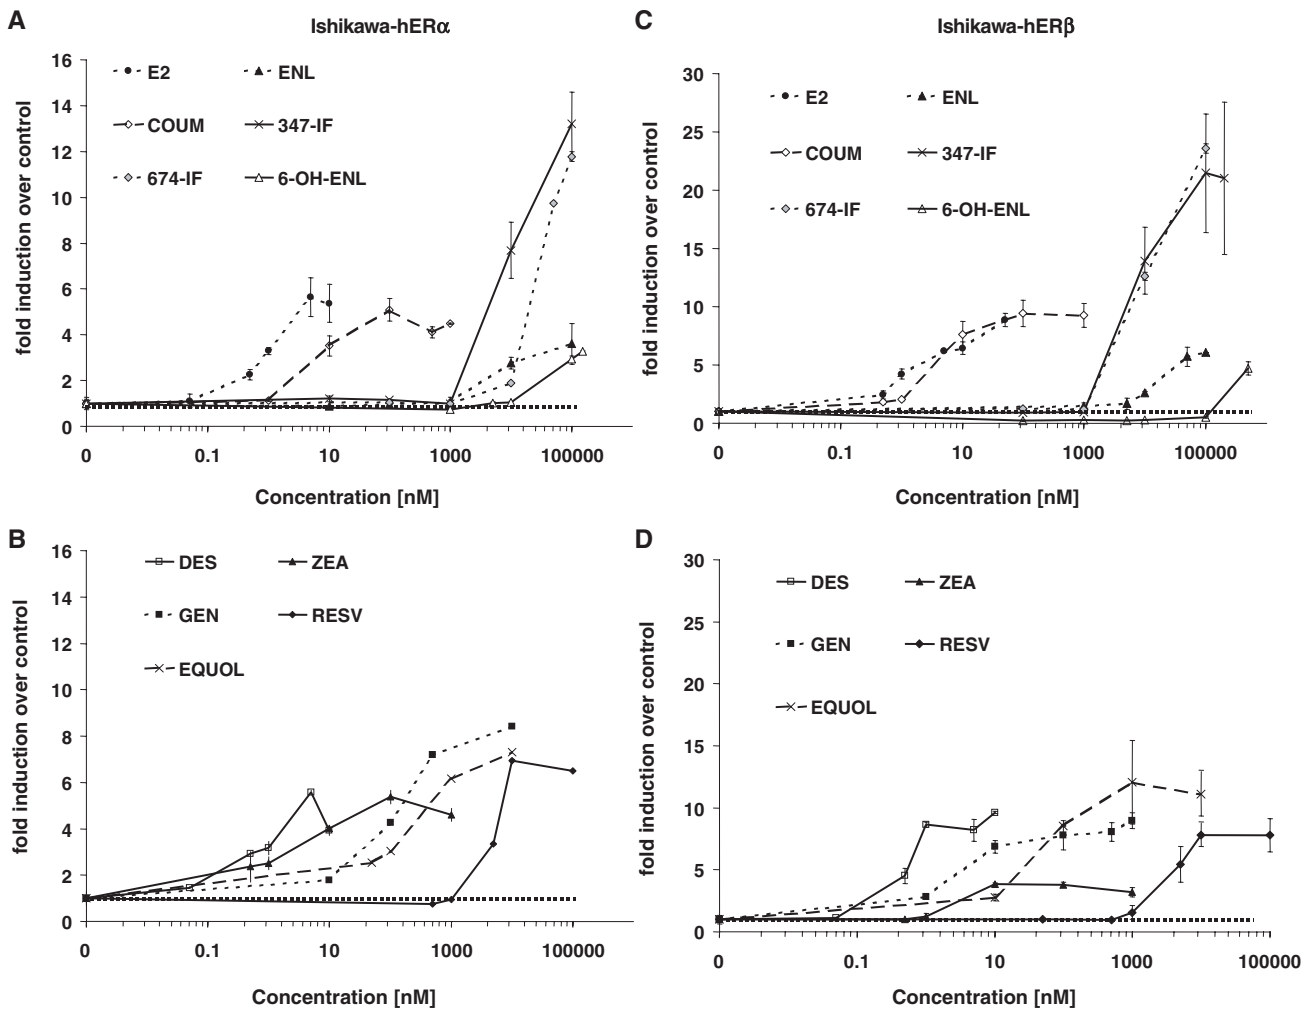 A
Ishikawa-hERα
fold induction over control
16
14
12
10
8
6
4
2
0
E2
ENL
COUM
347-IF
674-IF
6-OH-ENL
0 0.1 10 1000 100000
Concentration [nM]
C
Ishikawa-hERβ
fold induction over control
30
25
20
15
10
5
0
E2
ENL
COUM
347-IF
674-IF
6-OH-ENL
0 0.1 10 1000 100000
Concentration [nM]
B
fold induction over control
16
14
12
10
8
6
4
2
0
DES
ZEA
GEN
RESV
EQUOL
0 0.1 10 1000 100000
Concentration [nM]
D
fold induction over control
30
25
20
15
10
5
0
DES
ZEA
GEN
RESV
EQUOL
0 0.1 10 1000 100000
Concentration [nM]